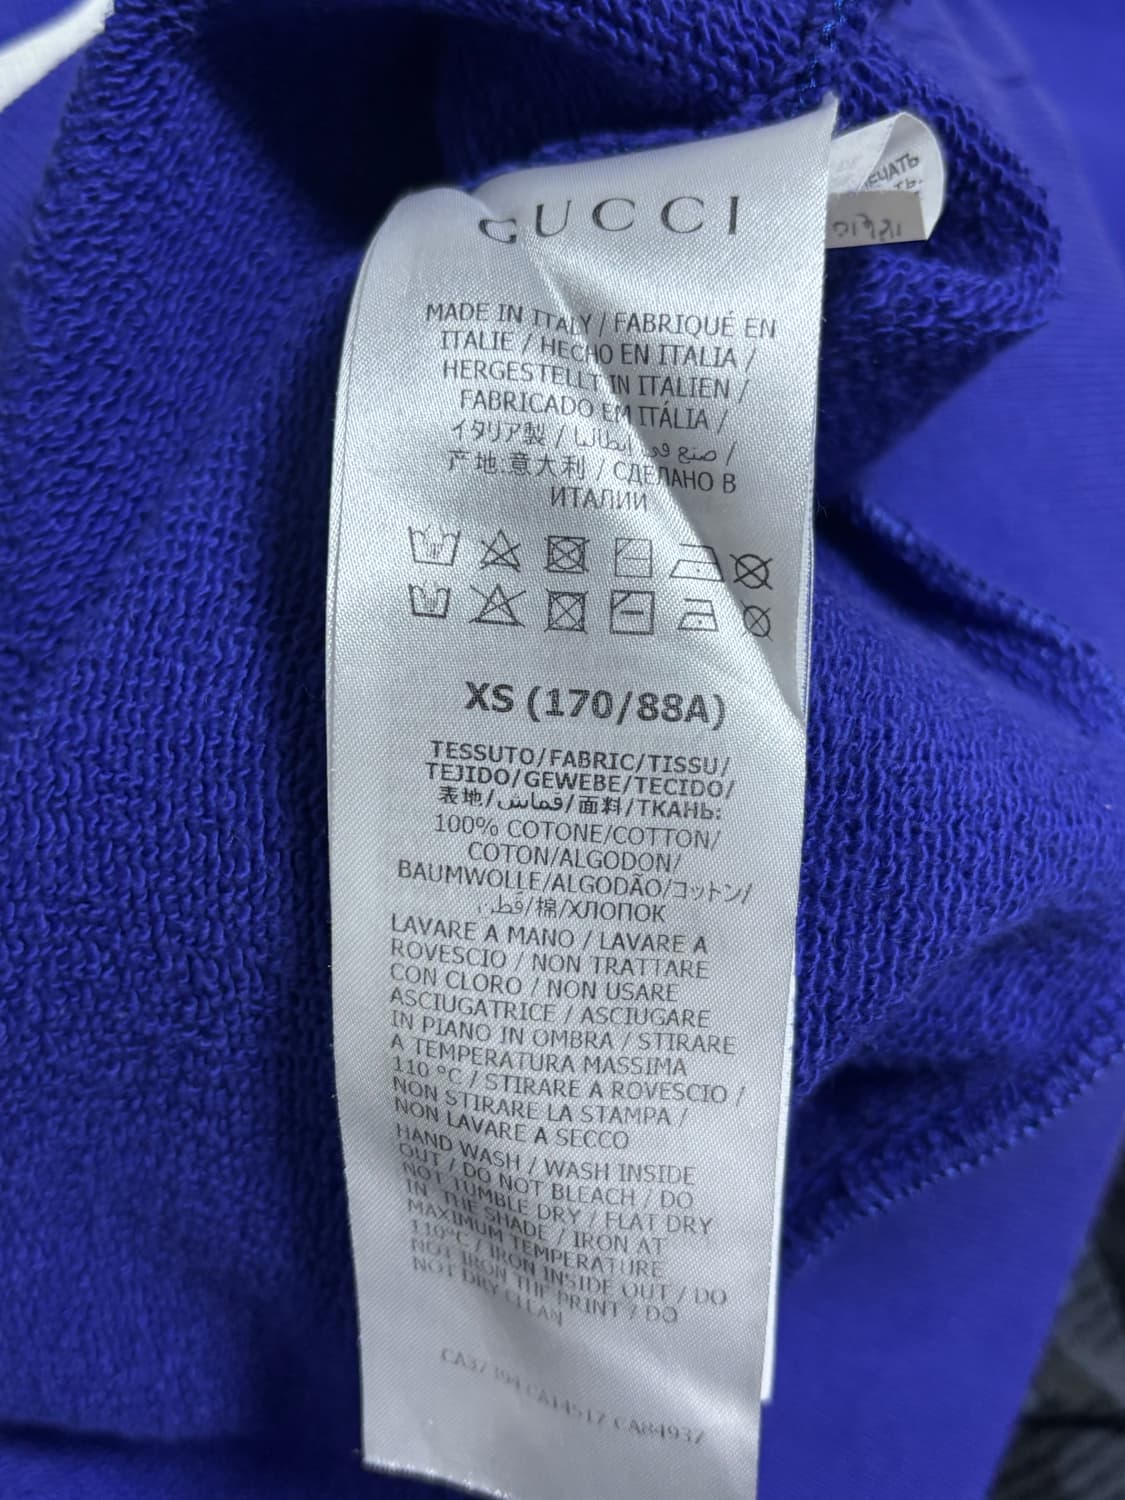 GUCCI
MADE IN ITALY / FABRIQUÉ EN
ITALIE / HECHO EN ITALIA /
HERGESTELLT IN ITALIEN /
FABRICADO EM ITÁLIA /
イタリア製 / صنع في إيطاليا /
产地:意大利 / СДЕЛАНО В
ИТАЛИИ
XS (170/88A)
TESSUTO/FABRIC/TISSU/
TEJIDO/GEWEBE/TECIDO/
表地/قماش/面料/ТКАНЬ:
100% COTONE/COTTON/
COTON/ALGODON/
BAUMWOLLE/ALGODÃO/コットン/
قطن/棉/ХЛОПОК
LAVARE A MANO / LAVARE A
ROVESCIO / NON TRATTARE
CON CLORO / NON USARE
ASCIUGATRICE / ASCIUGARE
IN PIANO IN OMBRA / STIRARE
A TEMPERATURA MASSIMA
110 °C / STIRARE A ROVESCIO /
NON STIRARE LA STAMPA /
NON LAVARE A SECCO
HAND WASH / WASH INSIDE
OUT / DO NOT BLEACH / DO
NOT TUMBLE DRY / FLAT DRY
IN THE SHADE / IRON AT
MAXIMUM TEMPERATURE
110°C / IRON INSIDE OUT / DO
NOT IRON THE PRINT / DO
NOT DRY CLEAN
CA14517 CA84937